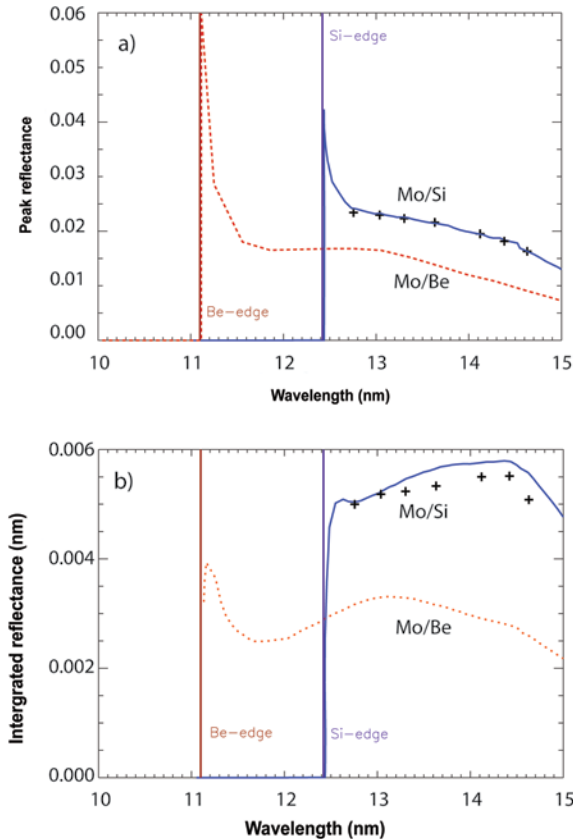 0.06
a)
Si-edge
0.05
0.04
Peak reflectance
0.03
Mo/Si
0.02
Mo/Be
0.01
Be-edge
0.00
10 11 12 13 14 15
Wavelength (nm)
0.006
b)
Mo/Si
0.004
Intergrated reflectance (nm)
Mo/Be
0.002
Be-edge Si-edge
0.000
10 11 12 13 14 15
Wavelength (nm)